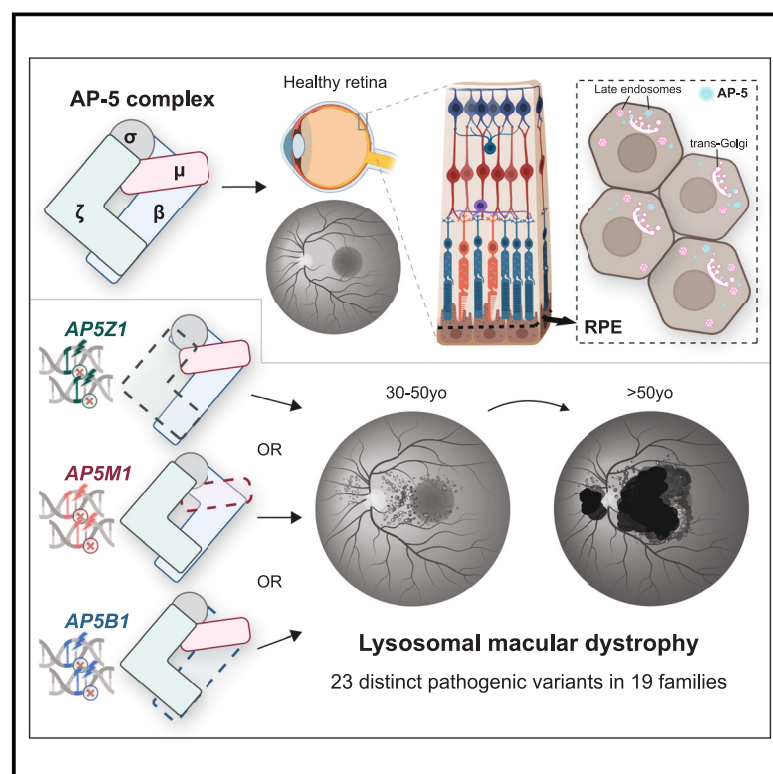 AP-5 complex
σ
μ
ζ
β
Healthy retina
Late endosomes
AP-5
trans-Golgi
RPE
AP5Z1
OR
AP5M1
OR
AP5B1
30-50yo
>50yo
Lysosomal macular dystrophy
23 distinct pathogenic variants in 19 families